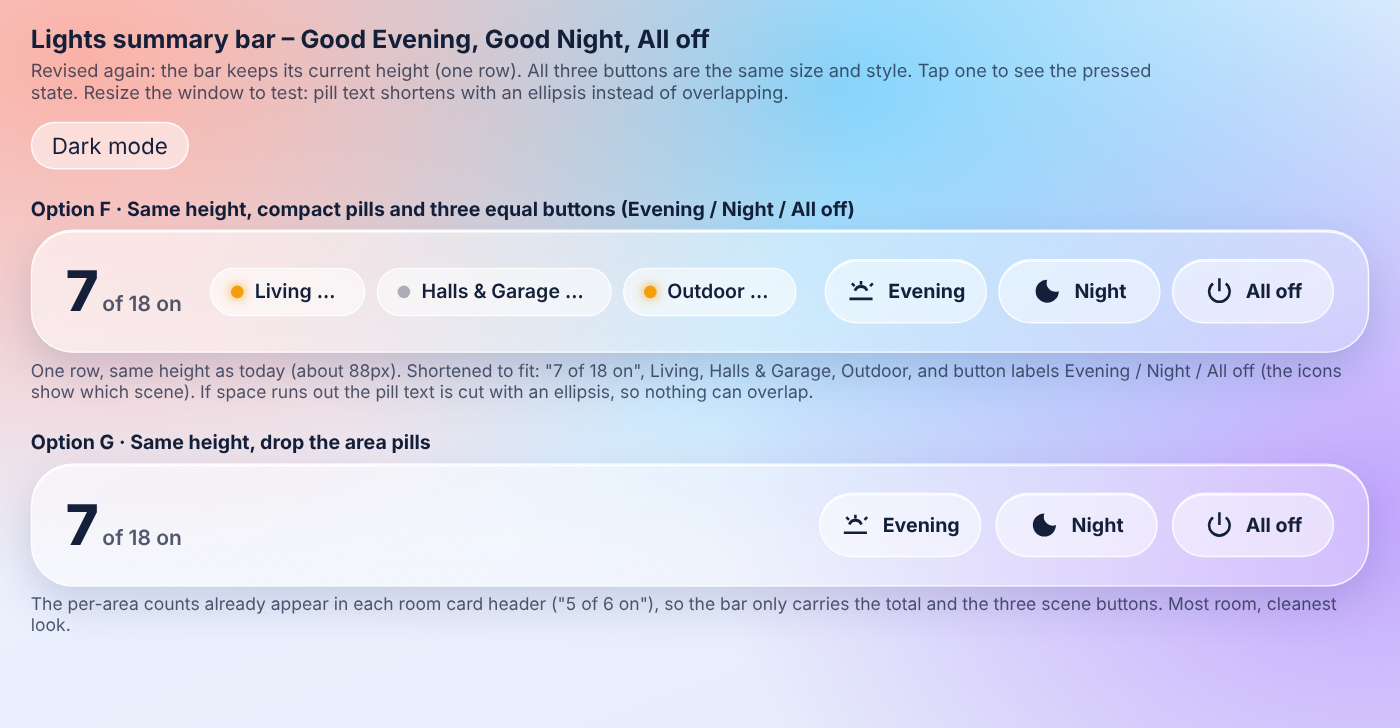 Lights summary bar – Good Evening, Good Night, All off
Revised again: the bar keeps its current height (one row). All three buttons are the same size and style. Tap one to see the pressed
state. Resize the window to test: pill text shortens with an ellipsis instead of overlapping.
Dark mode
Option F · Same height, compact pills and three equal buttons (Evening / Night / All off)
7 of 18 on Living ... Halls & Garage ... Outdoor ... Evening Night All off
One row, same height as today (about 88px). Shortened to fit: "7 of 18 on", Living, Halls & Garage, Outdoor, and button labels Evening / Night / All off (the icons
show which scene). If space runs out the pill text is cut with an ellipsis, so nothing can overlap.
Option G · Same height, drop the area pills
7 of 18 on Evening Night All off
The per-area counts already appear in each room card header ("5 of 6 on"), so the bar only carries the total and the three scene buttons. Most room, cleanest
look.